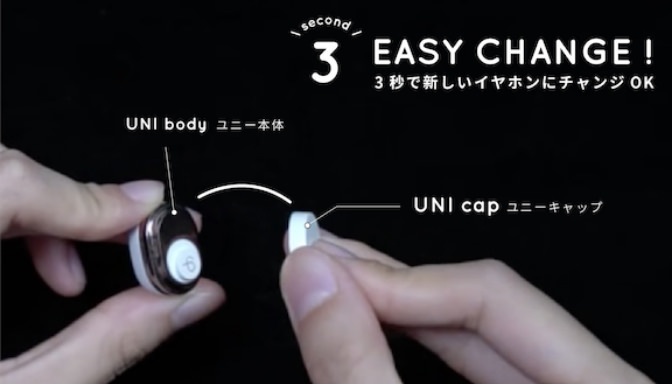 second
3
EASY CHANGE !
3 秒で新しいイヤホンにチャンジ OK
UNI body ユニー本体
UNI cap ユニーキャップ